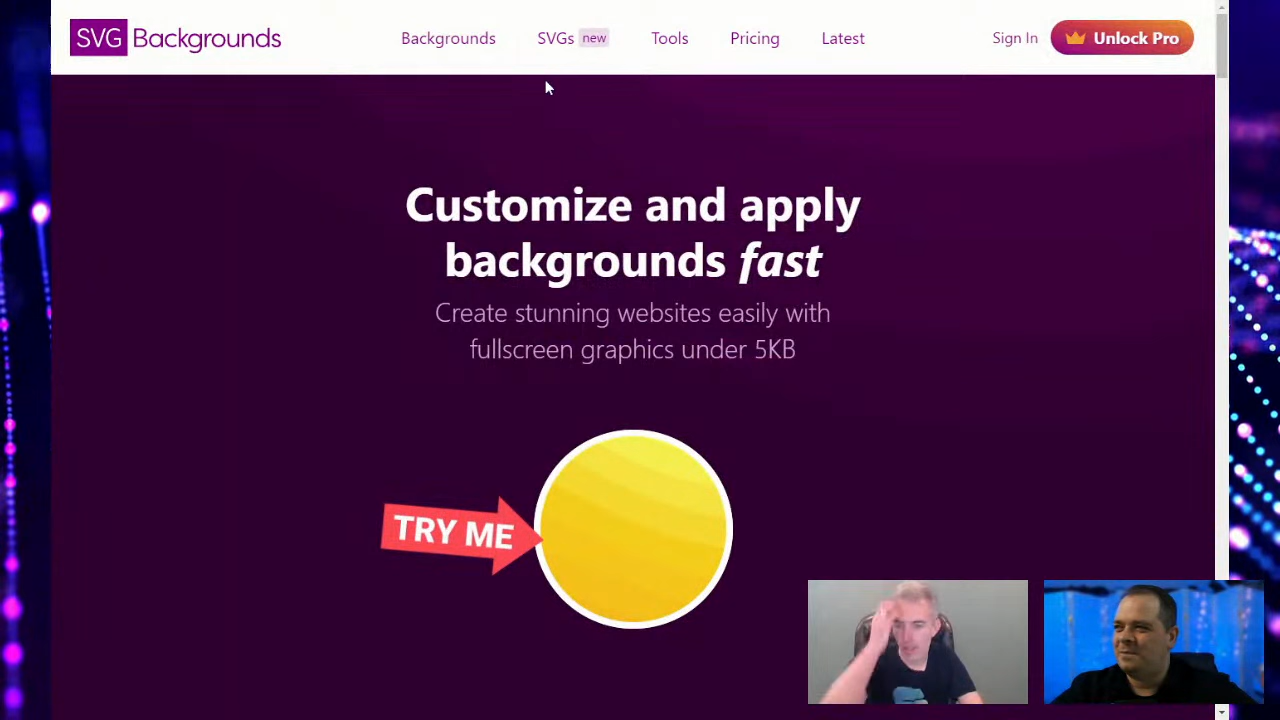 SVG Backgrounds
Backgrounds
SVGs new
Tools
Pricing
Latest
Sign In
Unlock Pro
Customize and apply
backgrounds fast
Create stunning websites easily with
fullscreen graphics under 5KB
TRY ME